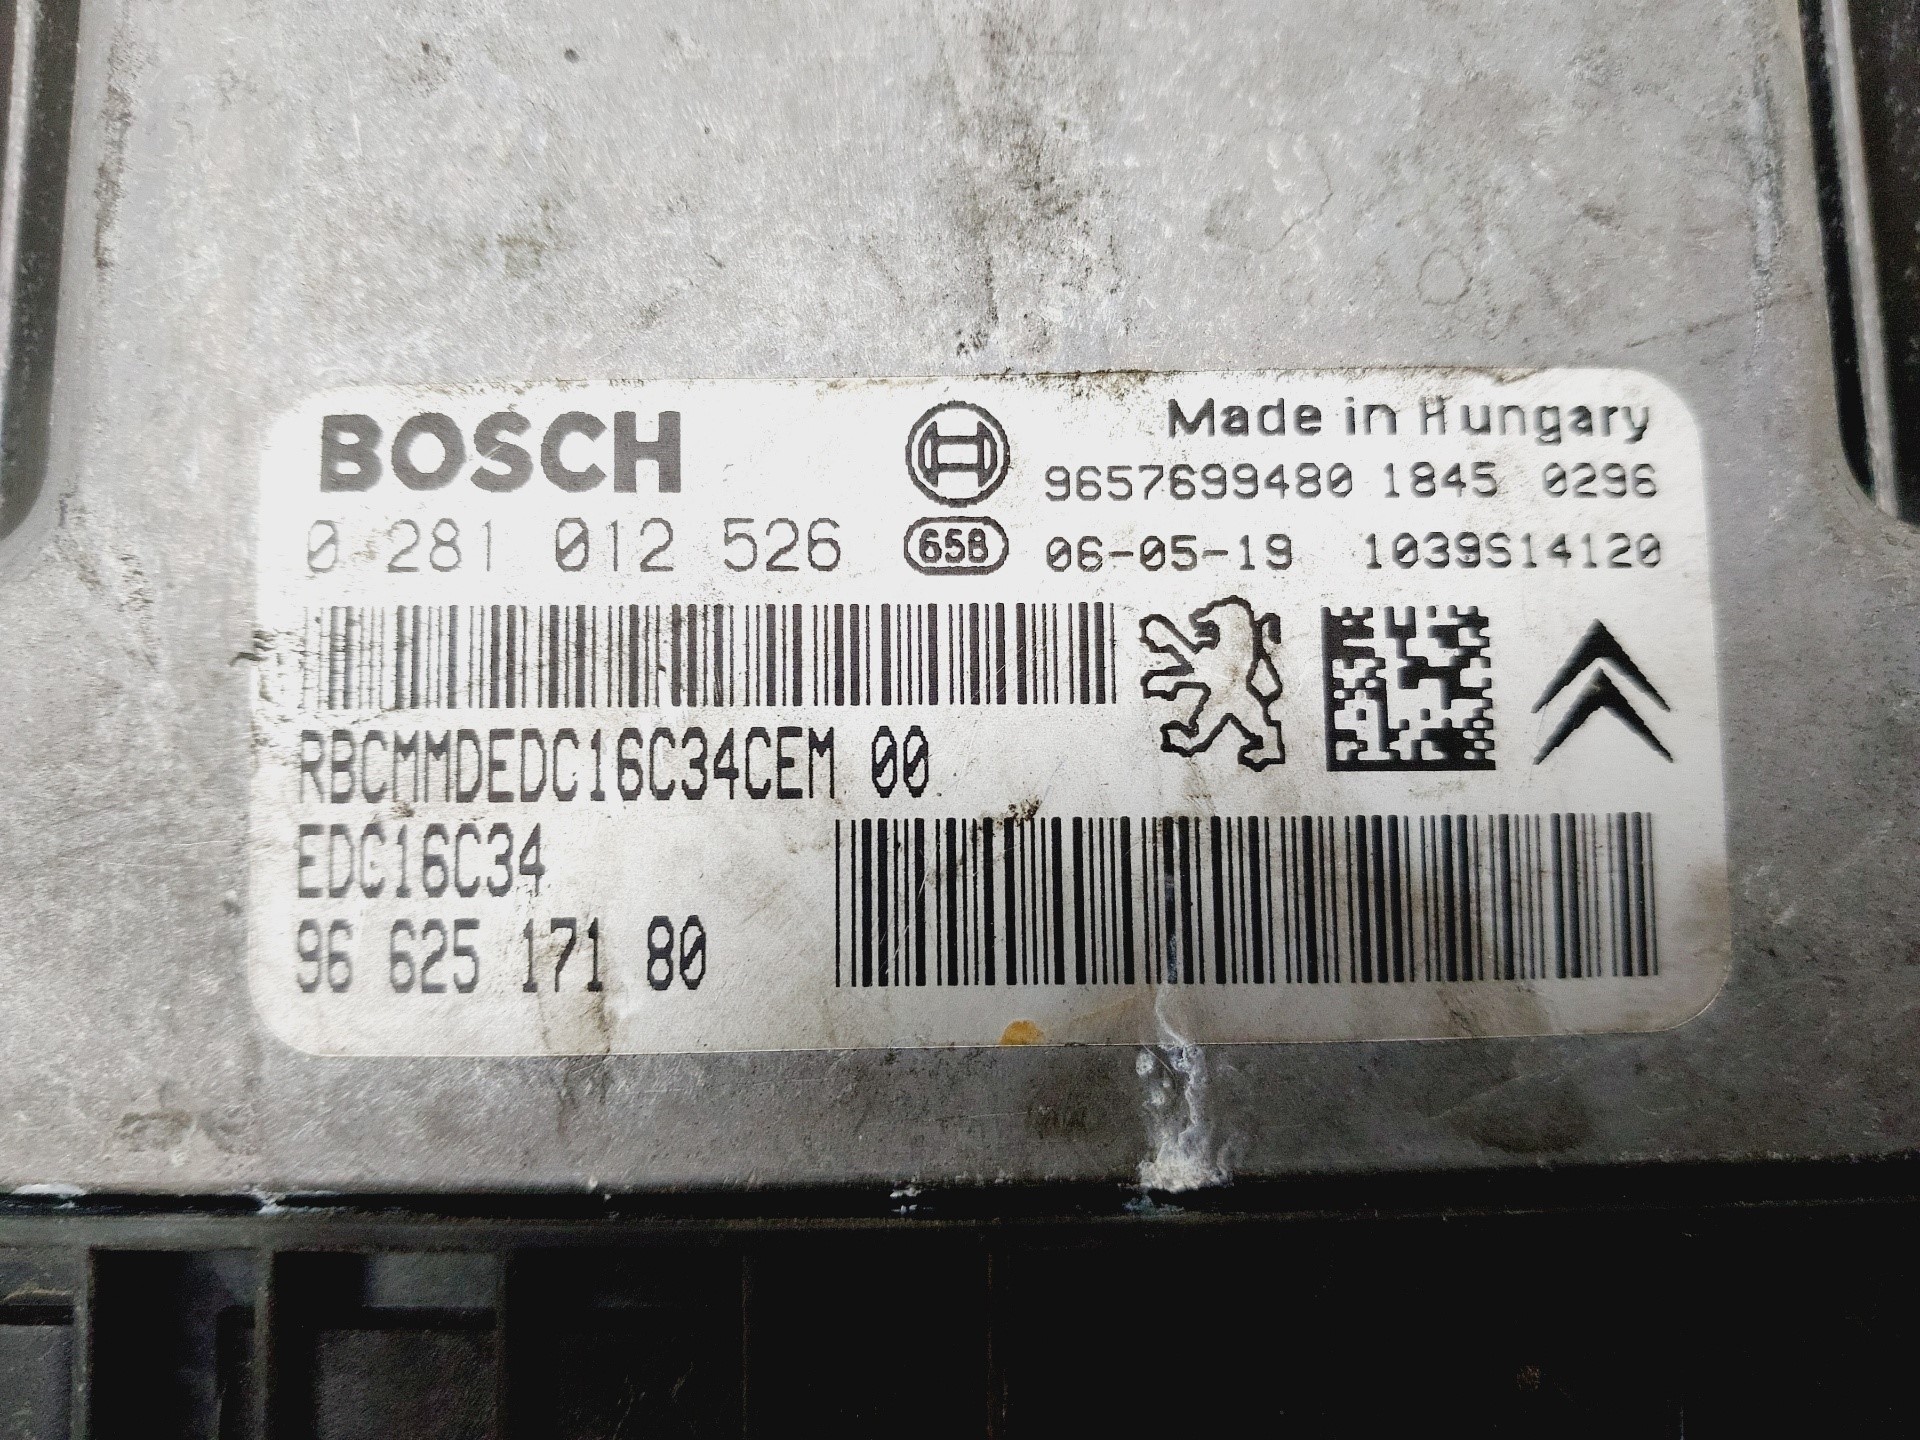 BOSCH
Made in Hungary
9657699480 1845 0296
0 281 012 526
658
06-05-19 1039S14120
RBCMMDEDC16C34CEM 00
EDC16C34
96 625 171 80